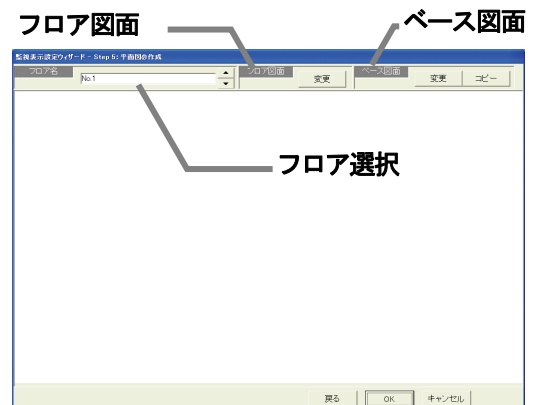 フロア図面
ベース図面
監視表示設定ウィザード - Step 5: 平面図の作成
フロア名
No.1
フロア図面
変更
ベース図面
変更
コピー
フロア選択
戻る
OK
キャンセル